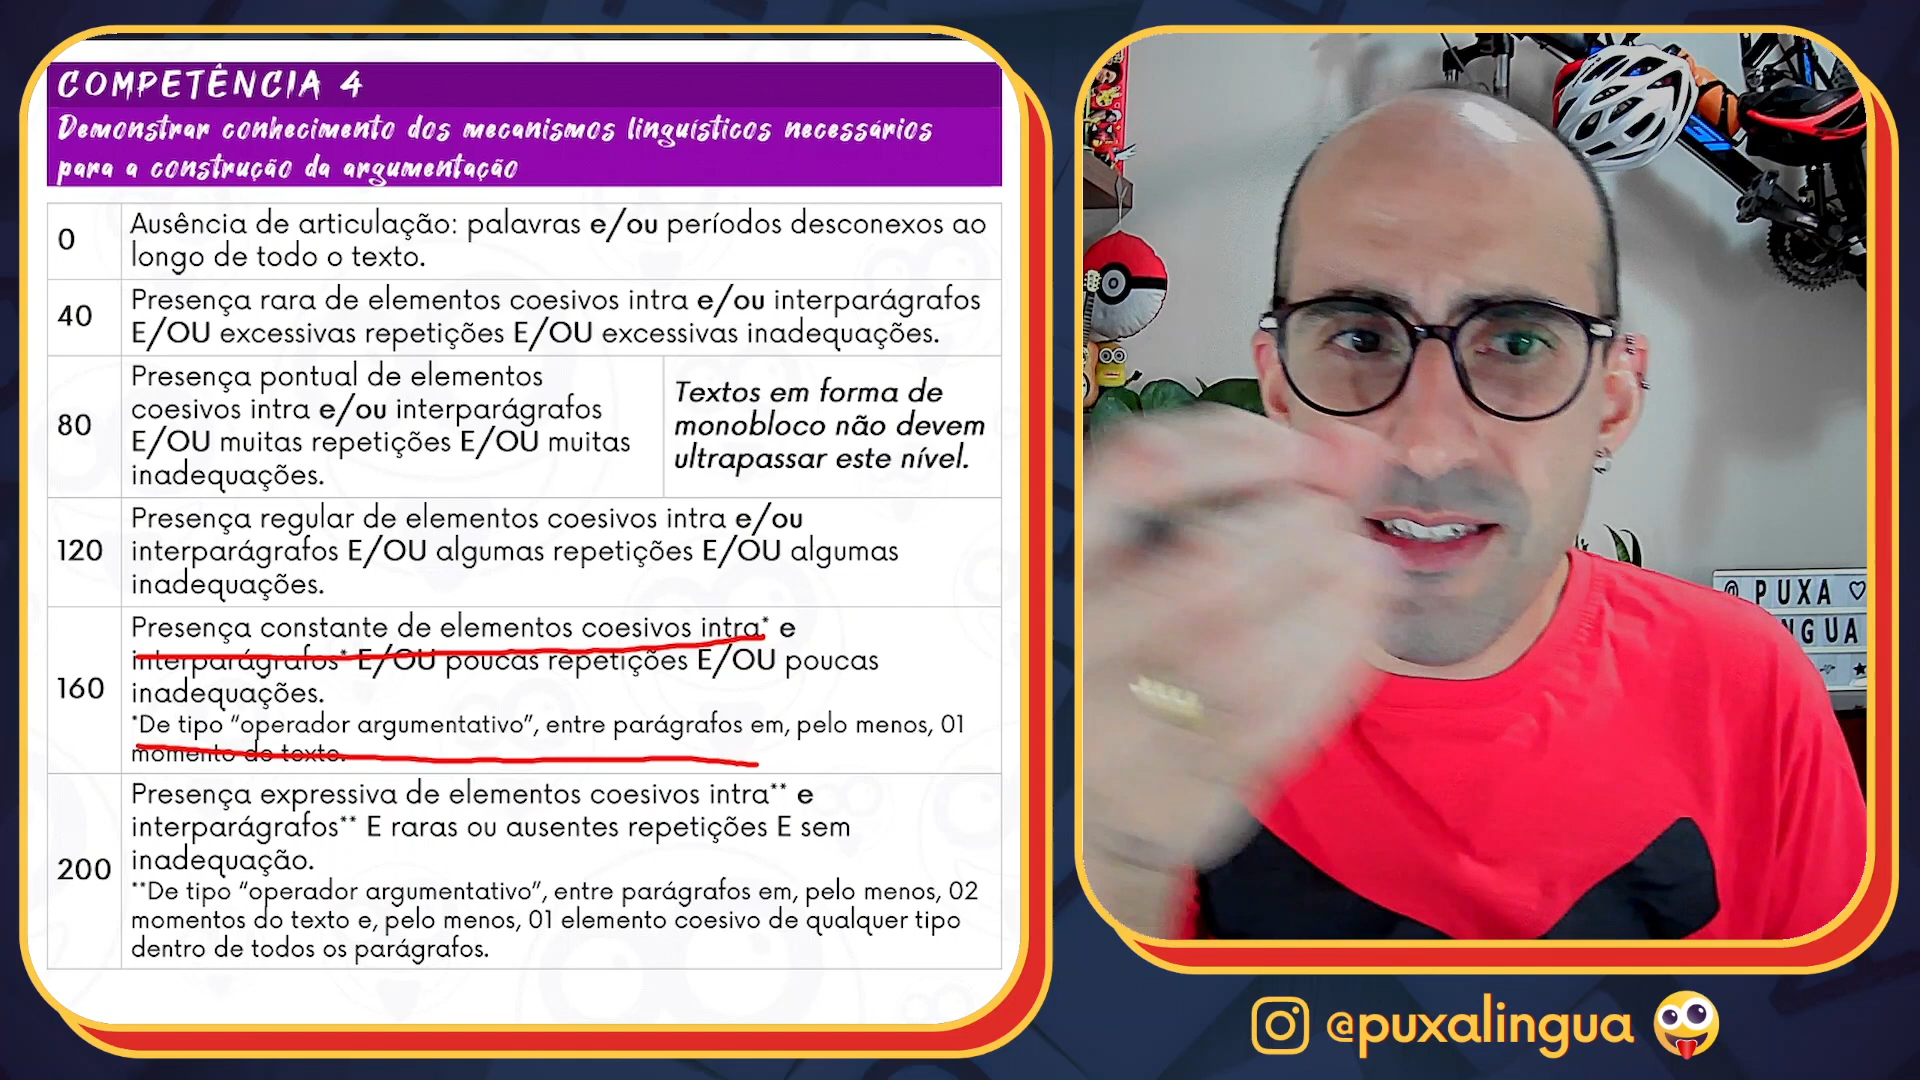 COMPETÊNCIA 4
Demonstrar conhecimento dos mecanismos linguísticos necessários
para a construção da argumentação
0
Ausência de articulação: palavras e/ou períodos desconexos ao
longo de todo o texto.
40
Presença rara de elementos coesivos intra e/ou interparágrafos
E/OU excessivas repetições E/OU excessivas inadequações.
80
Presença pontual de elementos
coesivos intra e/ou interparágrafos
E/OU muitas repetições E/OU muitas
inadequações.
Textos em forma de
monobloco não devem
ultrapassar este nível.
120
Presença regular de elementos coesivos intra e/ou
interparágrafos E/OU algumas repetições E/OU algumas
inadequações.
160
Presença constante de elementos coesivos intra* e
interparágrafos* E/OU poucas repetições E/OU poucas
inadequações.
*De tipo “operador argumentativo”, entre parágrafos em, pelo menos, 01
momento do texto.
200
Presença expressiva de elementos coesivos intra** e
interparágrafos** E raras ou ausentes repetições E sem
inadequação.
**De tipo “operador argumentativo”, entre parágrafos em, pelo menos, 02
momentos do texto e, pelo menos, 01 elemento coesivo de qualquer tipo
dentro de todos os parágrafos.
@ PUXA ♡
NGUA
@puxalingua